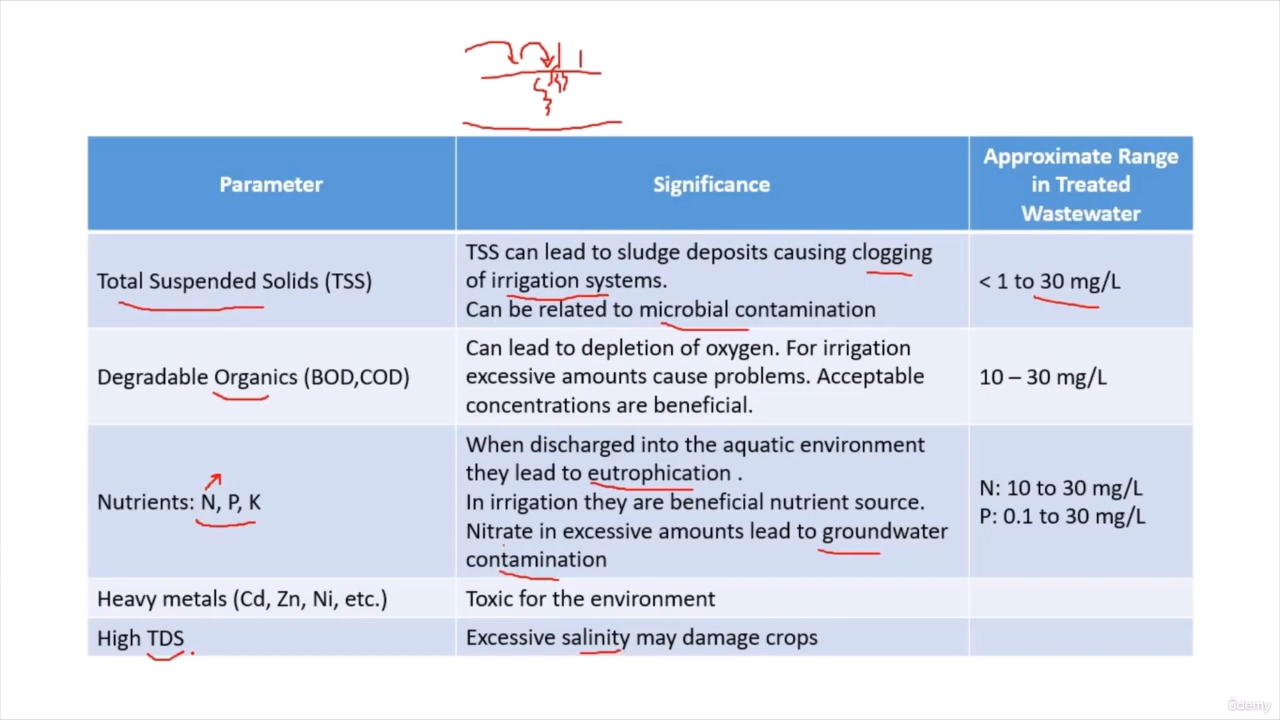 Parameter
Significance
Approximate Range
in Treated
Wastewater
Total Suspended Solids (TSS)
TSS can lead to sludge deposits causing clogging
of irrigation systems.
Can be related to microbial contamination
< 1 to 30 mg/L
Degradable Organics (BOD,COD)
Can lead to depletion of oxygen. For irrigation
excessive amounts cause problems. Acceptable
concentrations are beneficial.
10 – 30 mg/L
Nutrients: N, P, K
When discharged into the aquatic environment
they lead to eutrophication .
In irrigation they are beneficial nutrient source.
Nitrate in excessive amounts lead to groundwater
contamination
N: 10 to 30 mg/L
P: 0.1 to 30 mg/L
Heavy metals (Cd, Zn, Ni, etc.)
Toxic for the environment
High TDS
Excessive salinity may damage crops
ûdemy